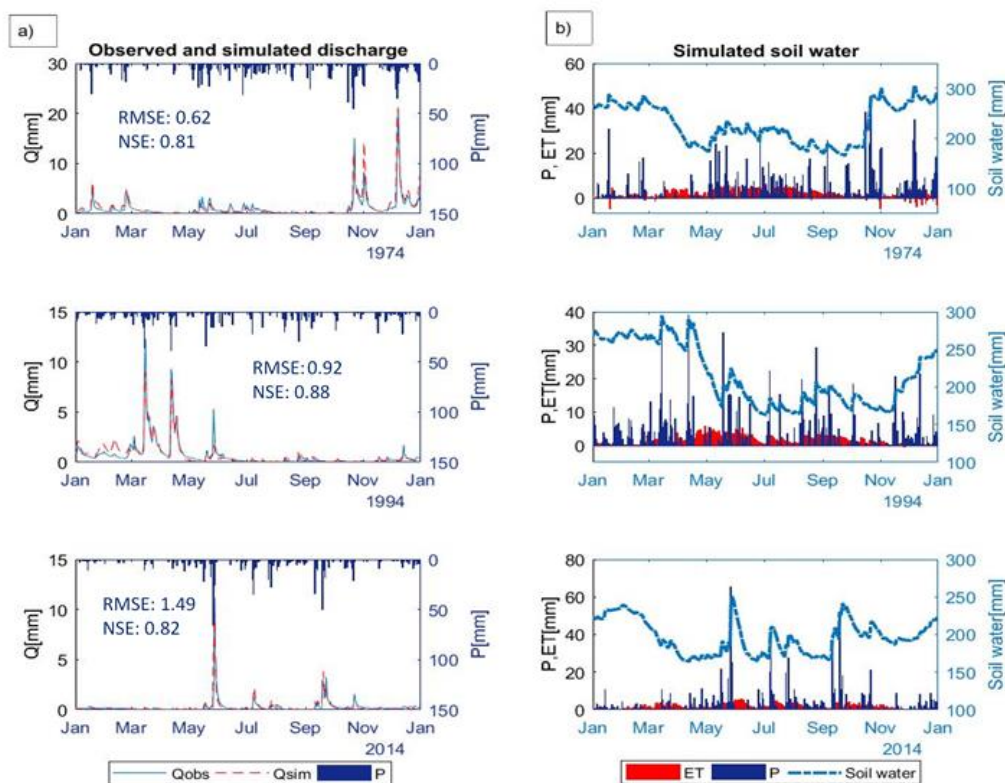 a)
Observed and simulated discharge
30
20
10
0
Q[mm]
0
50
100
150
P[mm]
RMSE: 0.62
NSE: 0.81
Jan Mar May Jul Sep Nov Jan
1974
15
10
5
0
Q[mm]
0
50
100
150
P[mm]
RMSE:0.92
NSE: 0.88
Jan Mar May Jul Sep Nov Jan
1994
15
10
5
0
Q[mm]
0
50
100
150
P[mm]
RMSE: 1.49
NSE: 0.82
Jan Mar May Jul Sep Nov Jan
2014
Qobs Qsim P
b)
Simulated soil water
60
40
20
0
P, ET[mm]
300
200
100
Soil water[mm]
Jan Mar May Jul Sep Nov Jan
1974
40
30
20
10
0
P,ET[mm]
300
250
200
150
100
Soil water[mm]
Jan Mar May Jul Sep Nov Jan
1994
80
60
40
20
0
P,ET[mm]
300
250
200
150
100
Soil water[mm]
Jan Mar May Jul Sep Nov Jan
2014
ET P Soil water